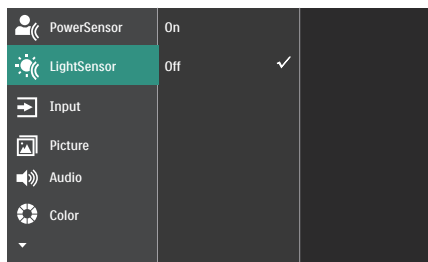 PowerSensor
On
LightSensor
Off
Input
Picture
Audio
Color